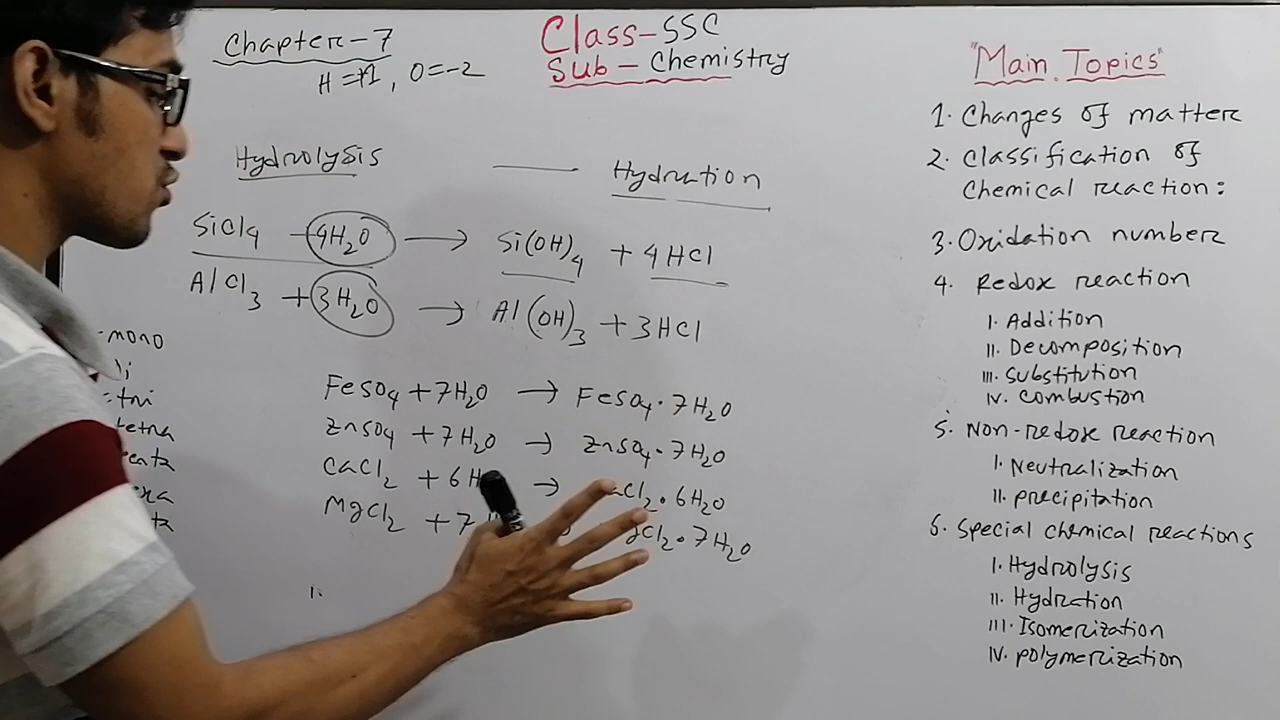 Chapter-7
H=+1, O=-2
Class-SSC
Sub-Chemistry
Hydrolysis — Hydration
SiCl4 - 4H2O → Si(OH)4 + 4HCl
AlCl3 + 3H2O → Al(OH)3 + 3HCl
FeSO4 + 7H2O → FeSO4·7H2O
ZnSO4 + 7H2O → ZnSO4·7H2O
CaCl2 + 6H → aCl2·6H2O
MgCl2 + 7 gCl2·7H2O
1.
-mono
tri
"Main Topics"
1. Changes of matter
2. Classification of
Chemical reaction:
3. Oxidation number
4. Redox reaction
I. Addition
II. Decomposition
III. Substitution
IV. Combustion
5. Non-redox reaction
I. Neutralization
II. precipitation
6. Special chemical reactions
I. Hydrolysis
II. Hydration
III. Isomerization
IV. polymerization